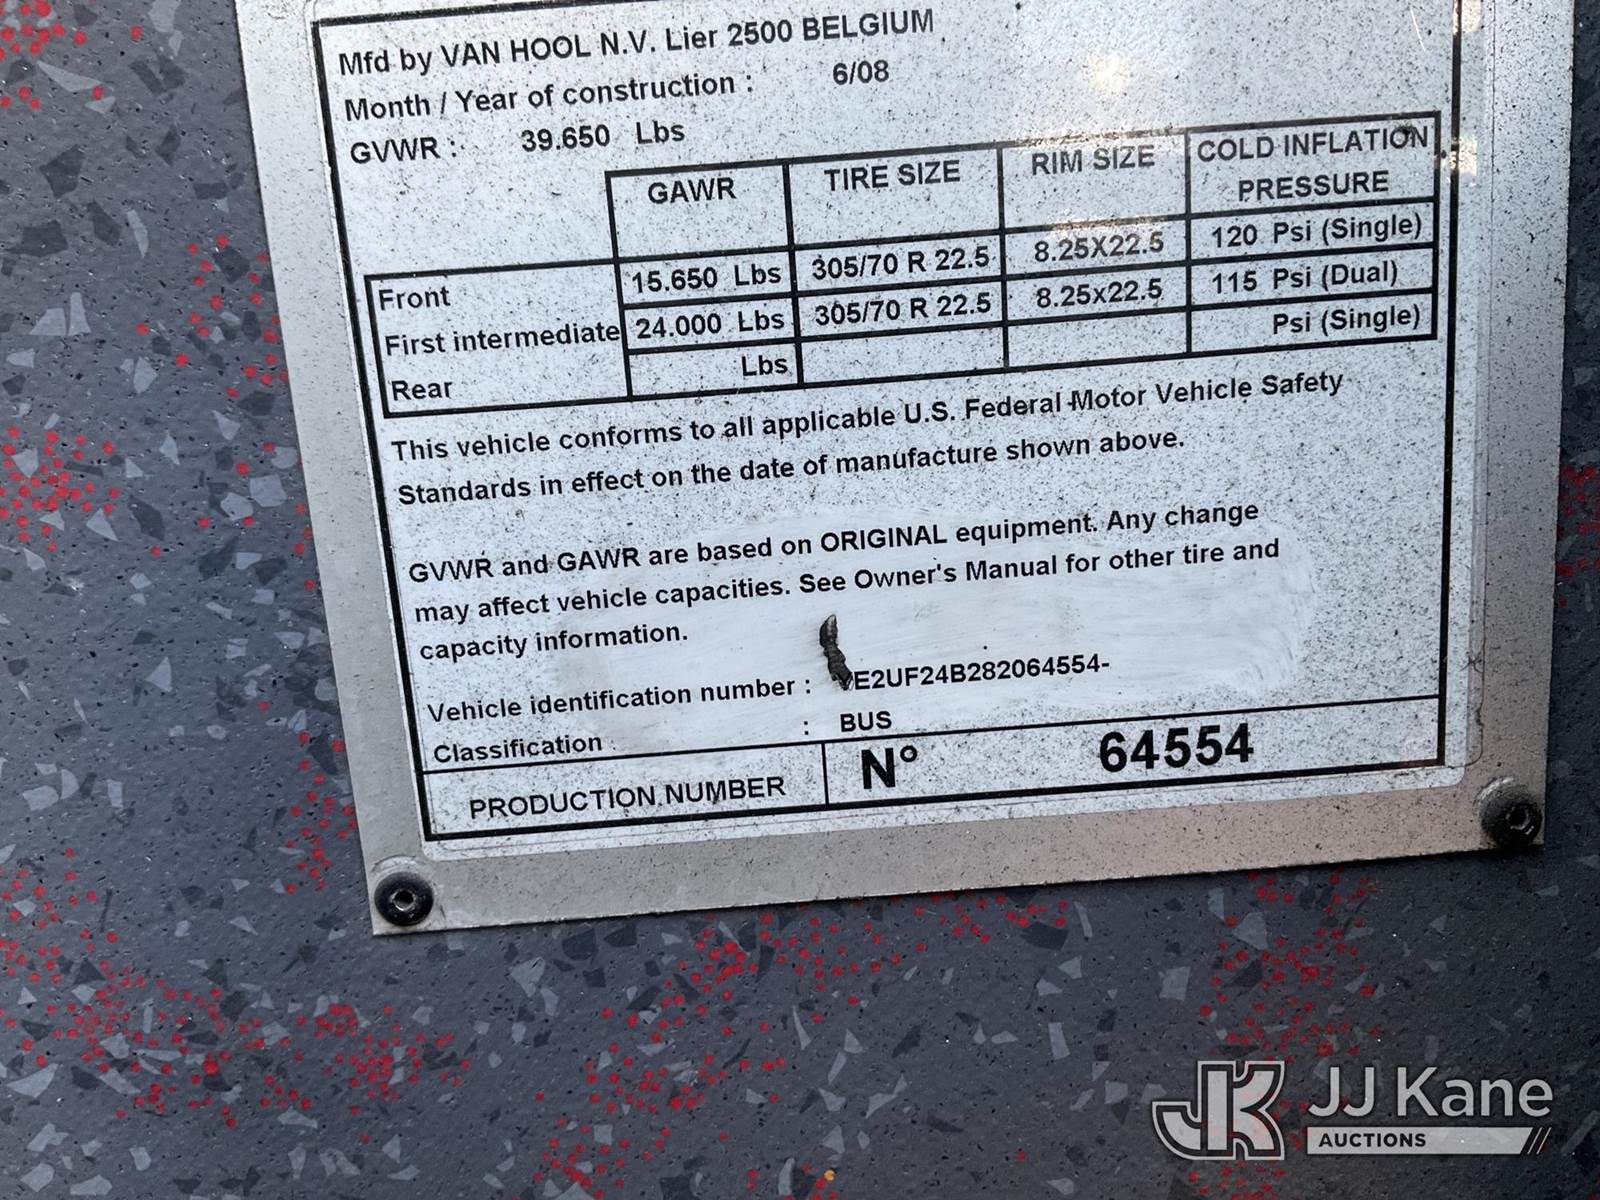 Mfd by VAN HOOL N.V. Lier 2500 BELGIUM
Month / Year of construction : 6/08
GVWR : 39.650 Lbs
GAWR TIRE SIZE RIM SIZE COLD INFLATION PRESSURE
Front 15.650 Lbs 305/70 R 22.5 8.25X22.5 120 Psi (Single)
First intermediate 24.000 Lbs 305/70 R 22.5 8.25x22.5 115 Psi (Dual)
Rear Lbs Psi (Single)
This vehicle conforms to all applicable U.S. Federal Motor Vehicle Safety
Standards in effect on the date of manufacture shown above.
GVWR and GAWR are based on ORIGINAL equipment. Any change
may affect vehicle capacities. See Owner's Manual for other tire and
capacity information.
Vehicle identification number : E2UF24B282064554-
Classification : BUS
PRODUCTION NUMBER N° 64554
JK JJ Kane
AUCTIONS